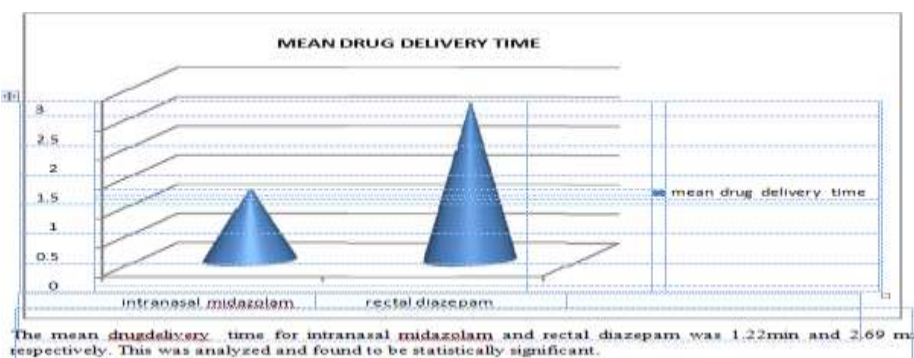 MEAN DRUG DELIVERY TIME
3
2.5
2
1.5
1
0.5
0
mean drug delivery time
intranasal midazolam
rectal diazepam
The mean drugdelivery time for intranasal midazolam and rectal diazepam was 1.22min and 2.69 m
respectively. This was analyzed and found to be statistically significant.